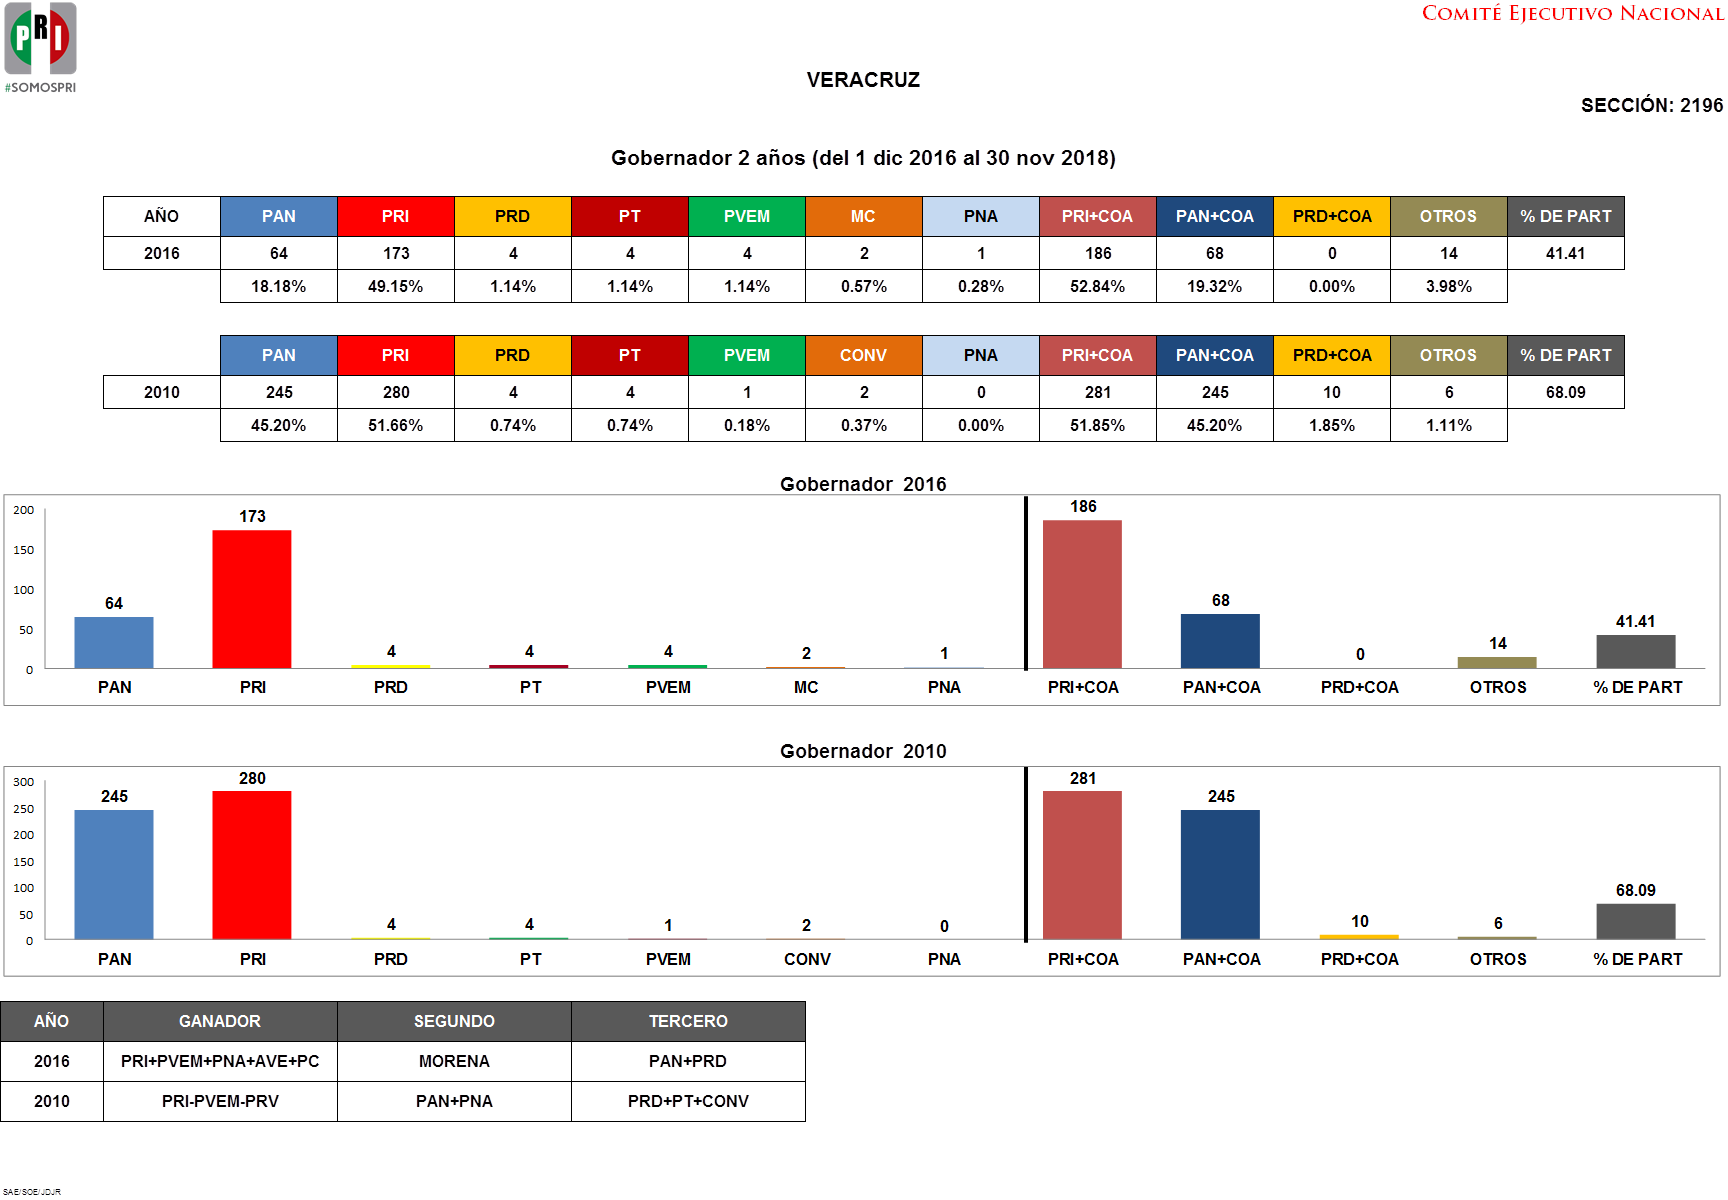 PRI
#SOMOSPRI
COMITÉ EJECUTIVO NACIONAL
VERACRUZ
SECCIÓN: 2196
Gobernador 2 años (del 1 dic 2016 al 30 nov 2018)
AÑO PAN PRI PRD PT PVEM MC PNA PRI+COA PAN+COA PRD+COA OTROS % DE PART
2016 64 173 4 4 4 2 1 186 68 0 14 41.41
18.18% 49.15% 1.14% 1.14% 1.14% 0.57% 0.28% 52.84% 19.32% 0.00% 3.98%
PAN PRI PRD PT PVEM CONV PNA PRI+COA PAN+COA PRD+COA OTROS % DE PART
2010 245 280 4 4 1 2 0 281 245 10 6 68.09
45.20% 51.66% 0.74% 0.74% 0.18% 0.37% 0.00% 51.85% 45.20% 1.85% 1.11%
Gobernador 2016
200
150
100
50
0
64 173 4 4 4 2 1 186 68 0 14 41.41
PAN PRI PRD PT PVEM MC PNA PRI+COA PAN+COA PRD+COA OTROS % DE PART
Gobernador 2010
300
250
200
150
100
50
0
245 280 4 4 1 2 0 281 245 10 6 68.09
PAN PRI PRD PT PVEM CONV PNA PRI+COA PAN+COA PRD+COA OTROS % DE PART
AÑO GANADOR SEGUNDO TERCERO
2016 PRI+PVEM+PNA+AVE+PC MORENA PAN+PRD
2010 PRI-PVEM-PRV PAN+PNA PRD+PT+CONV
SAE/SOE/JDJR